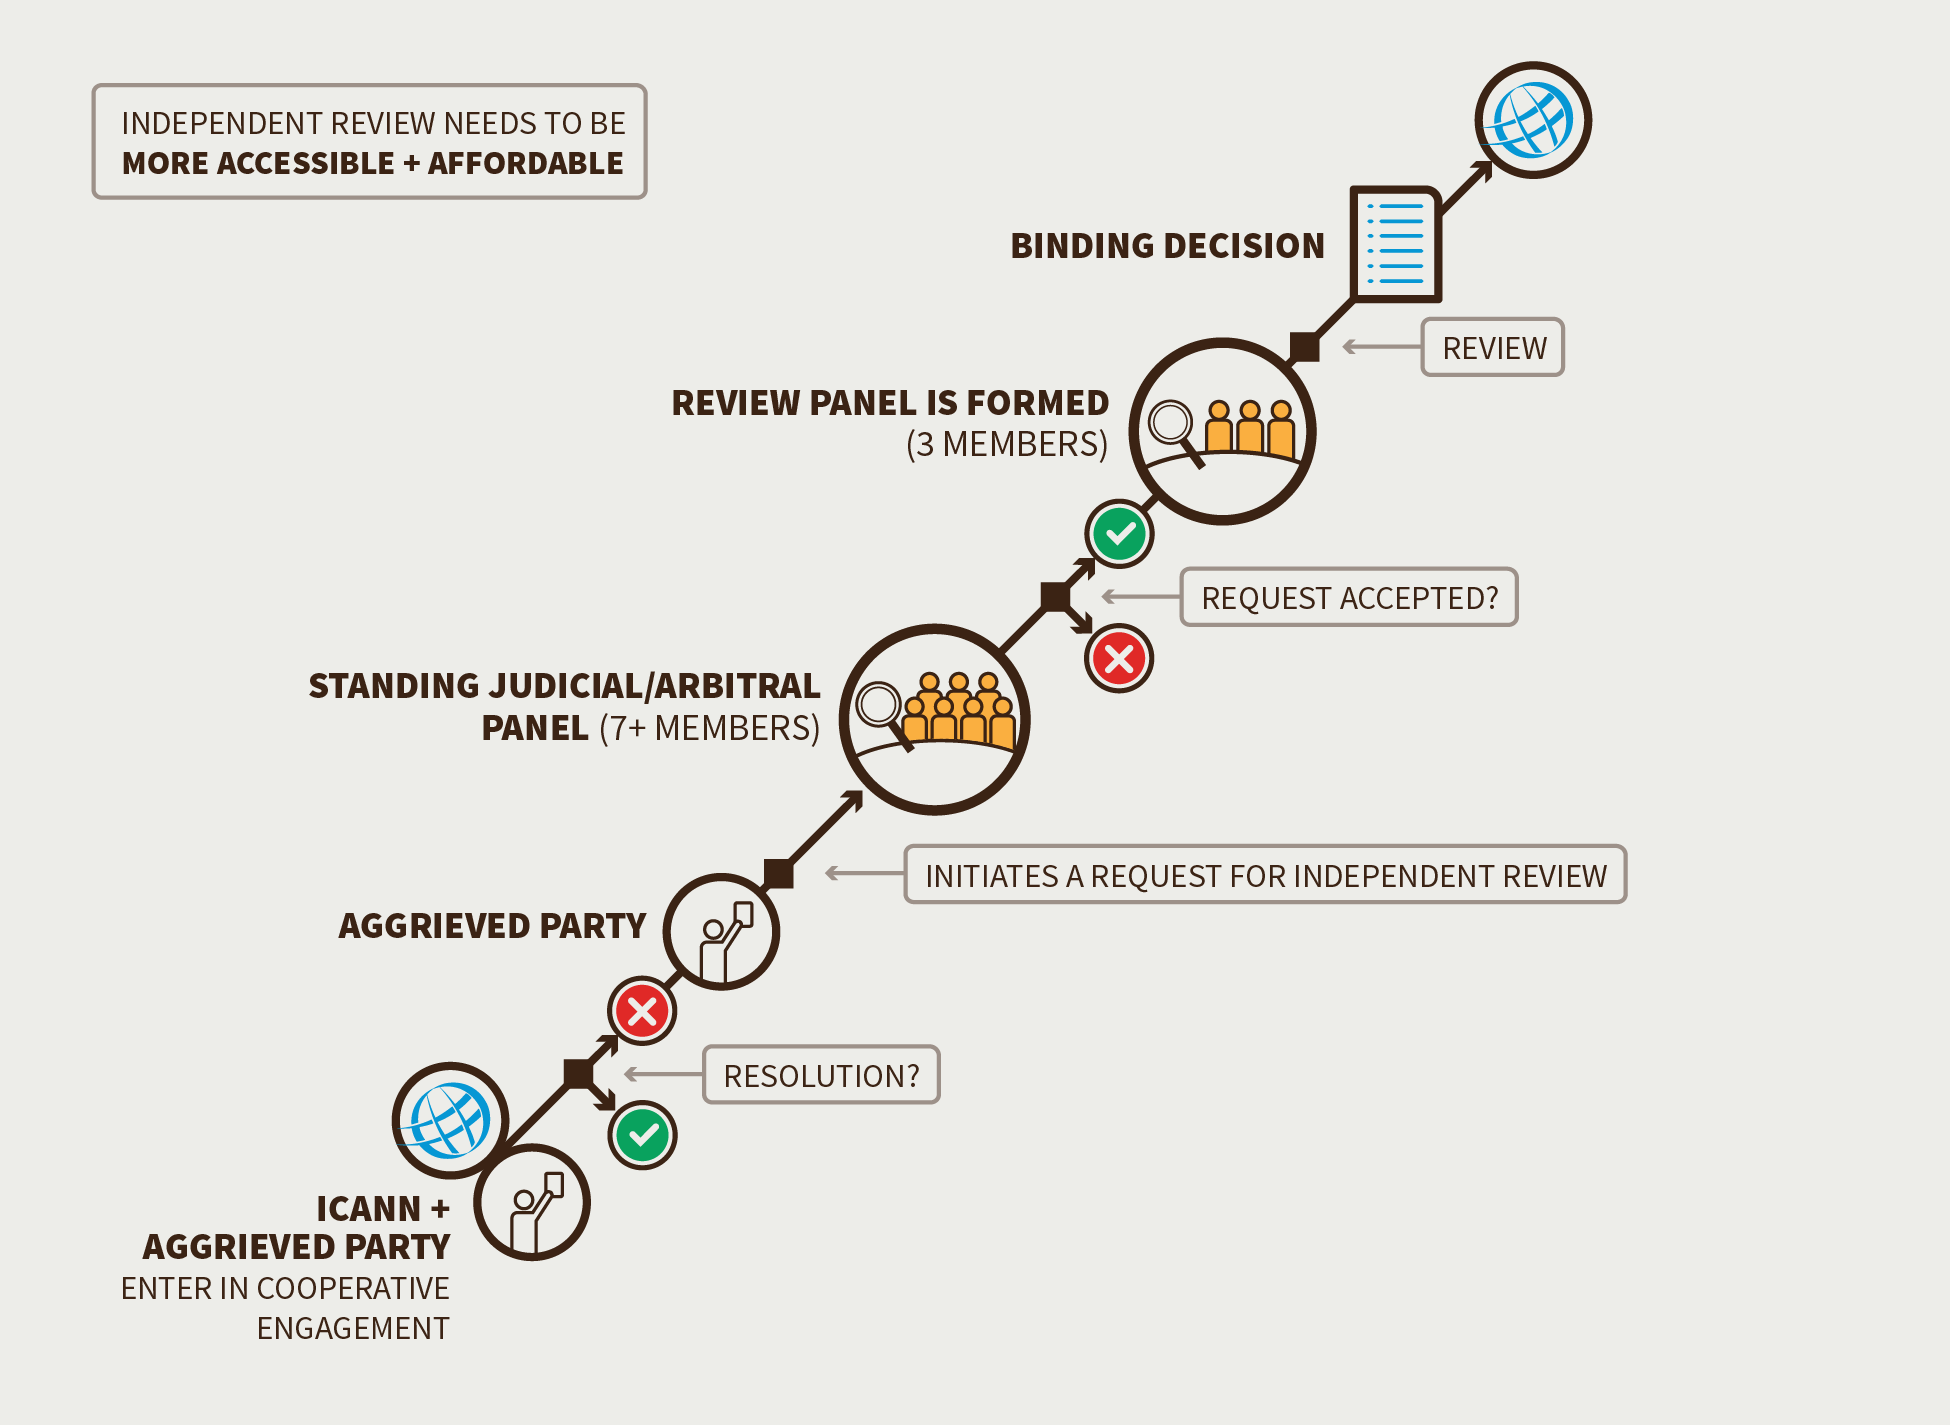 INDEPENDENT REVIEW NEEDS TO BE
MORE ACCESSIBLE + AFFORDABLE
BINDING DECISION
REVIEW
REVIEW PANEL IS FORMED
(3 MEMBERS)
REQUEST ACCEPTED?
STANDING JUDICIAL/ARBITRAL
PANEL (7+ MEMBERS)
INITIATES A REQUEST FOR INDEPENDENT REVIEW
AGGRIEVED PARTY
RESOLUTION?
ICANN +
AGGRIEVED PARTY
ENTER IN COOPERATIVE
ENGAGEMENT